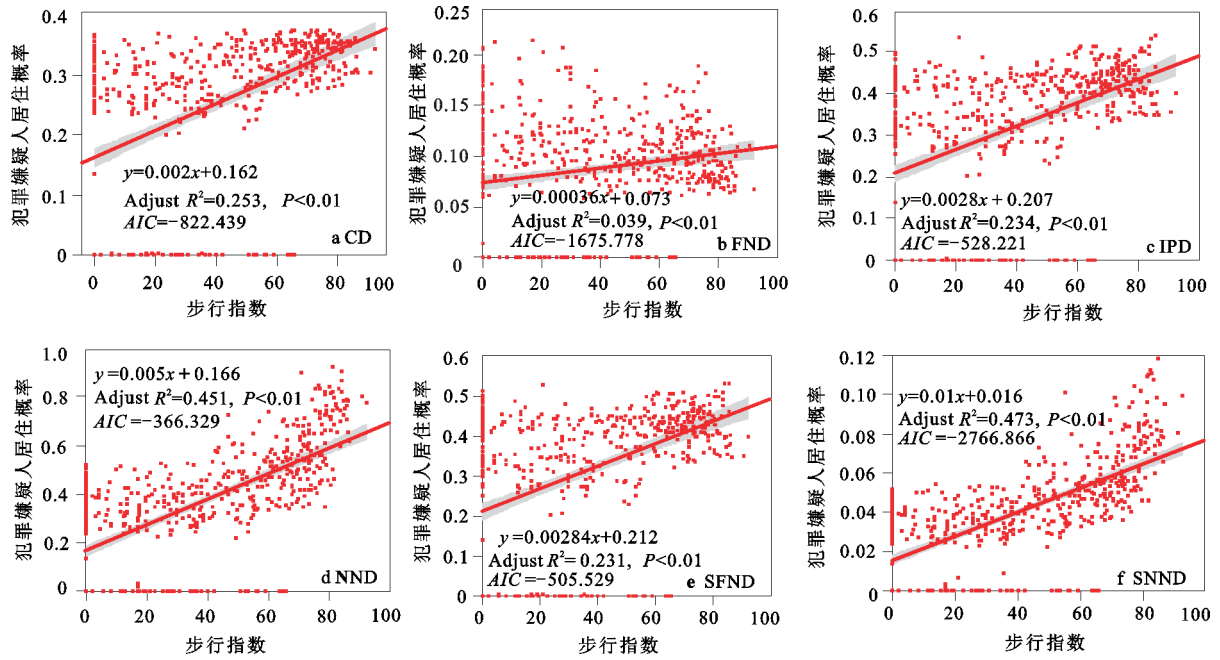 犯罪嫌疑人居住概率
0.4
0.3
0.2
0.1
0
y=0.002x+0.162
Adjust R²=0.253, P<0.01
AIC=−822.439
a CD
0 20 40 60 80 100
步行指数
犯罪嫌疑人居住概率
0.25
0.20
0.15
0.10
0.05
0
y=0.00036x+0.073
Adjust R²=0.039, P<0.01
AIC=−1675.778
b FND
0 20 40 60 80 100
步行指数
犯罪嫌疑人居住概率
0.6
0.5
0.4
0.3
0.2
0.1
0
y=0.0028x+0.207
Adjust R²=0.234, P<0.01
AIC=−528.221
c IPD
0 20 40 60 80 100
步行指数
犯罪嫌疑人居住概率
1.0
0.8
0.6
0.4
0.2
0
y=0.005x+0.166
Adjust R²=0.451, P<0.01
AIC=−366.329
d NND
0 20 40 60 80 100
步行指数
犯罪嫌疑人居住概率
0.6
0.5
0.4
0.3
0.2
0.1
0
y=0.00284x+0.212
Adjust R²=0.231, P<0.01
AIC=−505.529
e SFND
0 20 40 60 80 100
步行指数
犯罪嫌疑人居住概率
0.12
0.10
0.08
0.06
0.04
0.02
0
y=0.01x+0.016
Adjust R²=0.473, P<0.01
AIC=−2766.866
f SNND
0 20 40 60 80 100
步行指数